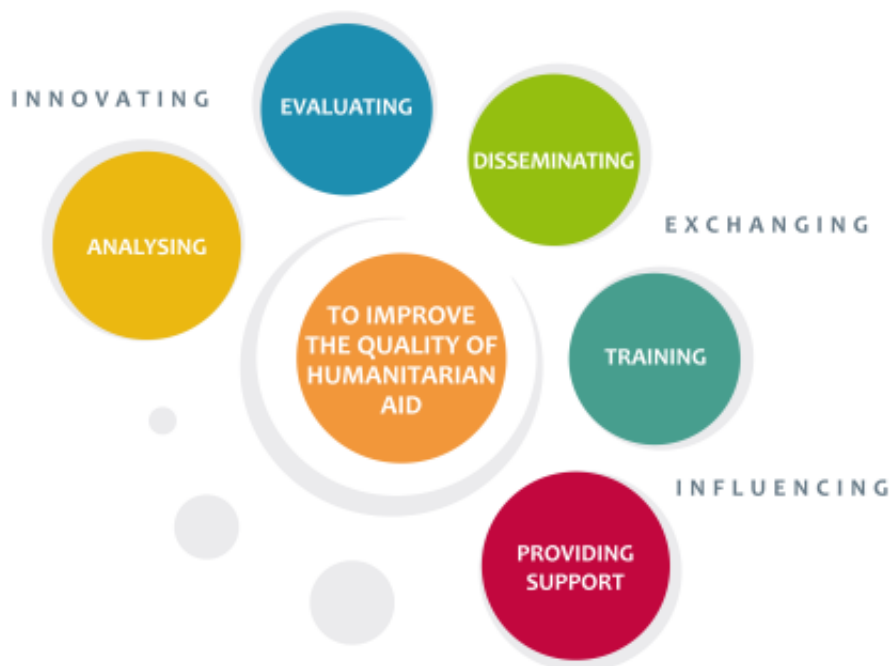 INNOVATING
EVALUATING
DISSEMINATING
ANALYSING
EXCHANGING
TO IMPROVE
THE QUALITY OF
HUMANITARIAN
AID
TRAINING
INFLUENCING
PROVIDING
SUPPORT